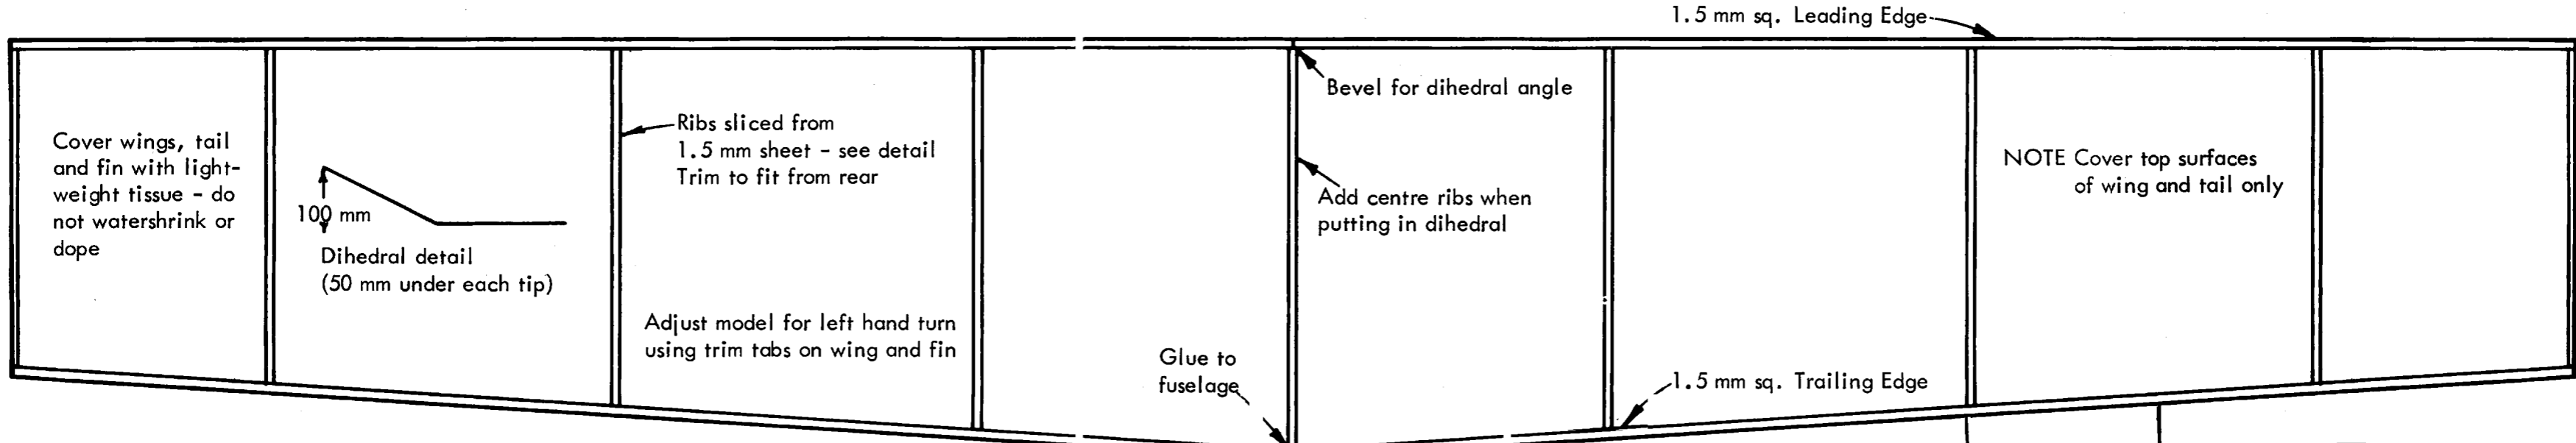 1.5 mm sq. Leading Edge
Bevel for dihedral angle
Ribs sliced from
1.5 mm sheet - see detail
Trim to fit from rear
Cover wings, tail
and fin with light-
weight tissue - do
not watershrink or
dope
100 mm
Dihedral detail
(50 mm under each tip)
Add centre ribs when
putting in dihedral
NOTE Cover top surfaces
of wing and tail only
Adjust model for left hand turn
using trim tabs on wing and fin
Glue to
fuselage
1.5 mm sq. Trailing Edge